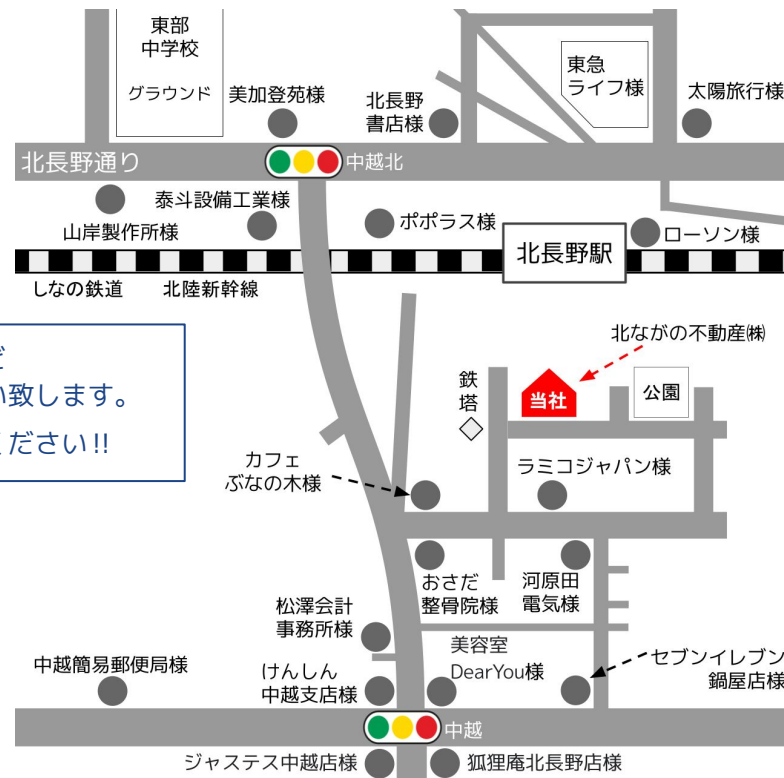 東部
中学校
グラウンド
美加登苑様
北長野
書店様
東急
ライフ様
太陽旅行様
北長野通り
中越北
山岸製作所様
泰斗設備工業様
ポポラス様
北長野駅
ローソン様
しなの鉄道
北陸新幹線
い致します。
ください!!
北ながの不動産㈱
鉄
塔
当社
公園
カフェ
ぶなの木様
ラミコジャパン様
おさだ
整骨院様
河原田
電気様
松澤会計
事務所様
美容室
DearYou様
セブンイレブン
鍋屋店様
中越簡易郵便局様
けんしん
中越支店様
中越
ジャステス中越店様
狐狸庵北長野店様